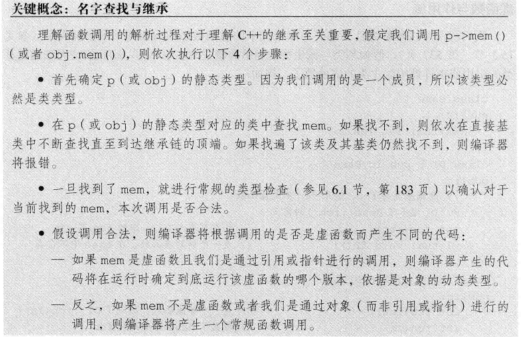 关键概念：名字查找与继承
理解函数调用的解析过程对于理解 C++的继承至关重要，假定我们调用 p->mem()
（或者 obj.mem()），则依次执行以下 4 个步骤：
● 首先确定 p（或 obj）的静态类型。因为我们调用的是一个成员，所以该类型必
然是类类型。
● 在 p（或 obj）的静态类型对应的类中查找 mem。如果找不到，则依次在直接基
类中不断查找直至到达继承链的顶端。如果找遍了该类及其基类仍然找不到，则编译器
将报错。
● 一旦找到了 mem，就进行常规的类型检查（参见 6.1 节，第 183 页）以确认对于
当前找到的 mem，本次调用是否合法。
● 假设调用合法，则编译器将根据调用的是否是虚函数而产生不同的代码：
— 如果 mem 是虚函数且我们是通过引用或指针进行的调用，则编译器产生的代
码将在运行时确定到底运行该虚函数的哪个版本，依据是对象的动态类型。
— 反之，如果 mem 不是虚函数或者我们是通过对象（而非引用或指针）进行的
调用，则编译器将产生一个常规函数调用。